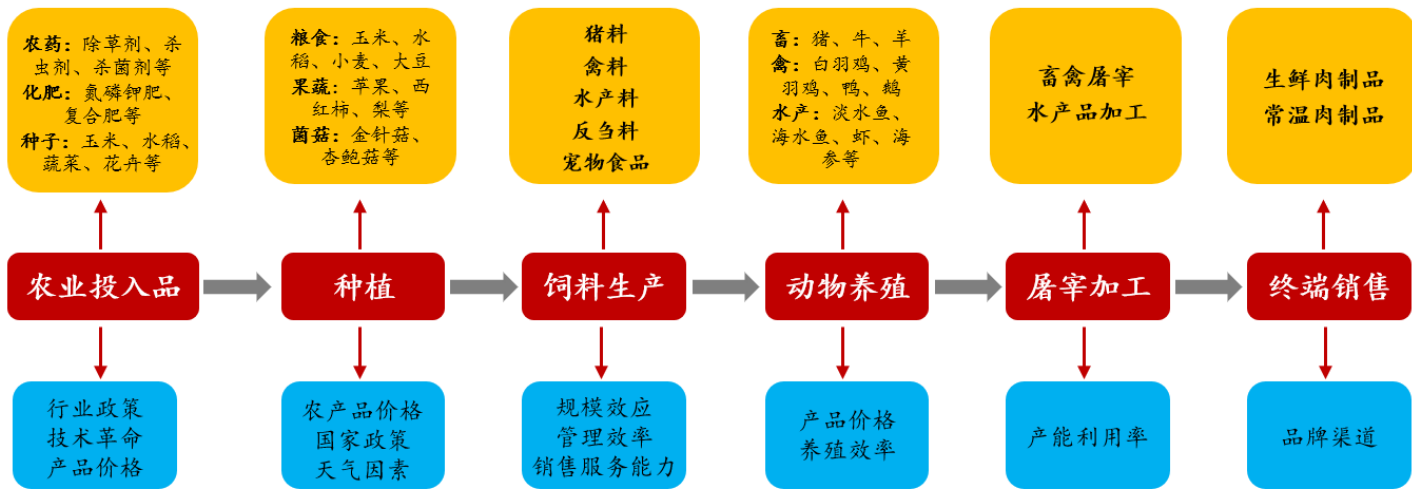 农药：除草剂、杀
虫剂、杀菌剂等
化肥：氮磷钾肥、
复合肥等
种子：玉米、水稻、
蔬菜、花卉等
粮食：玉米、水
稻、小麦、大豆
果蔬：苹果、西
红柿、梨等
菌菇：金针菇、
杏鲍菇等
猪料
禽料
水产料
反刍料
宠物食品
畜：猪、牛、羊
禽：白羽鸡、黄
羽鸡、鸭、鹅
水产：淡水鱼、
海水鱼、虾、海
参等
畜禽屠宰
水产品加工
生鲜肉制品
常温肉制品
农业投入品
种植
饲料生产
动物养殖
屠宰加工
终端销售
行业政策
技术革命
产品价格
农产品价格
国家政策
天气因素
规模效应
管理效率
销售服务能力
产品价格
养殖效率
产能利用率
品牌渠道